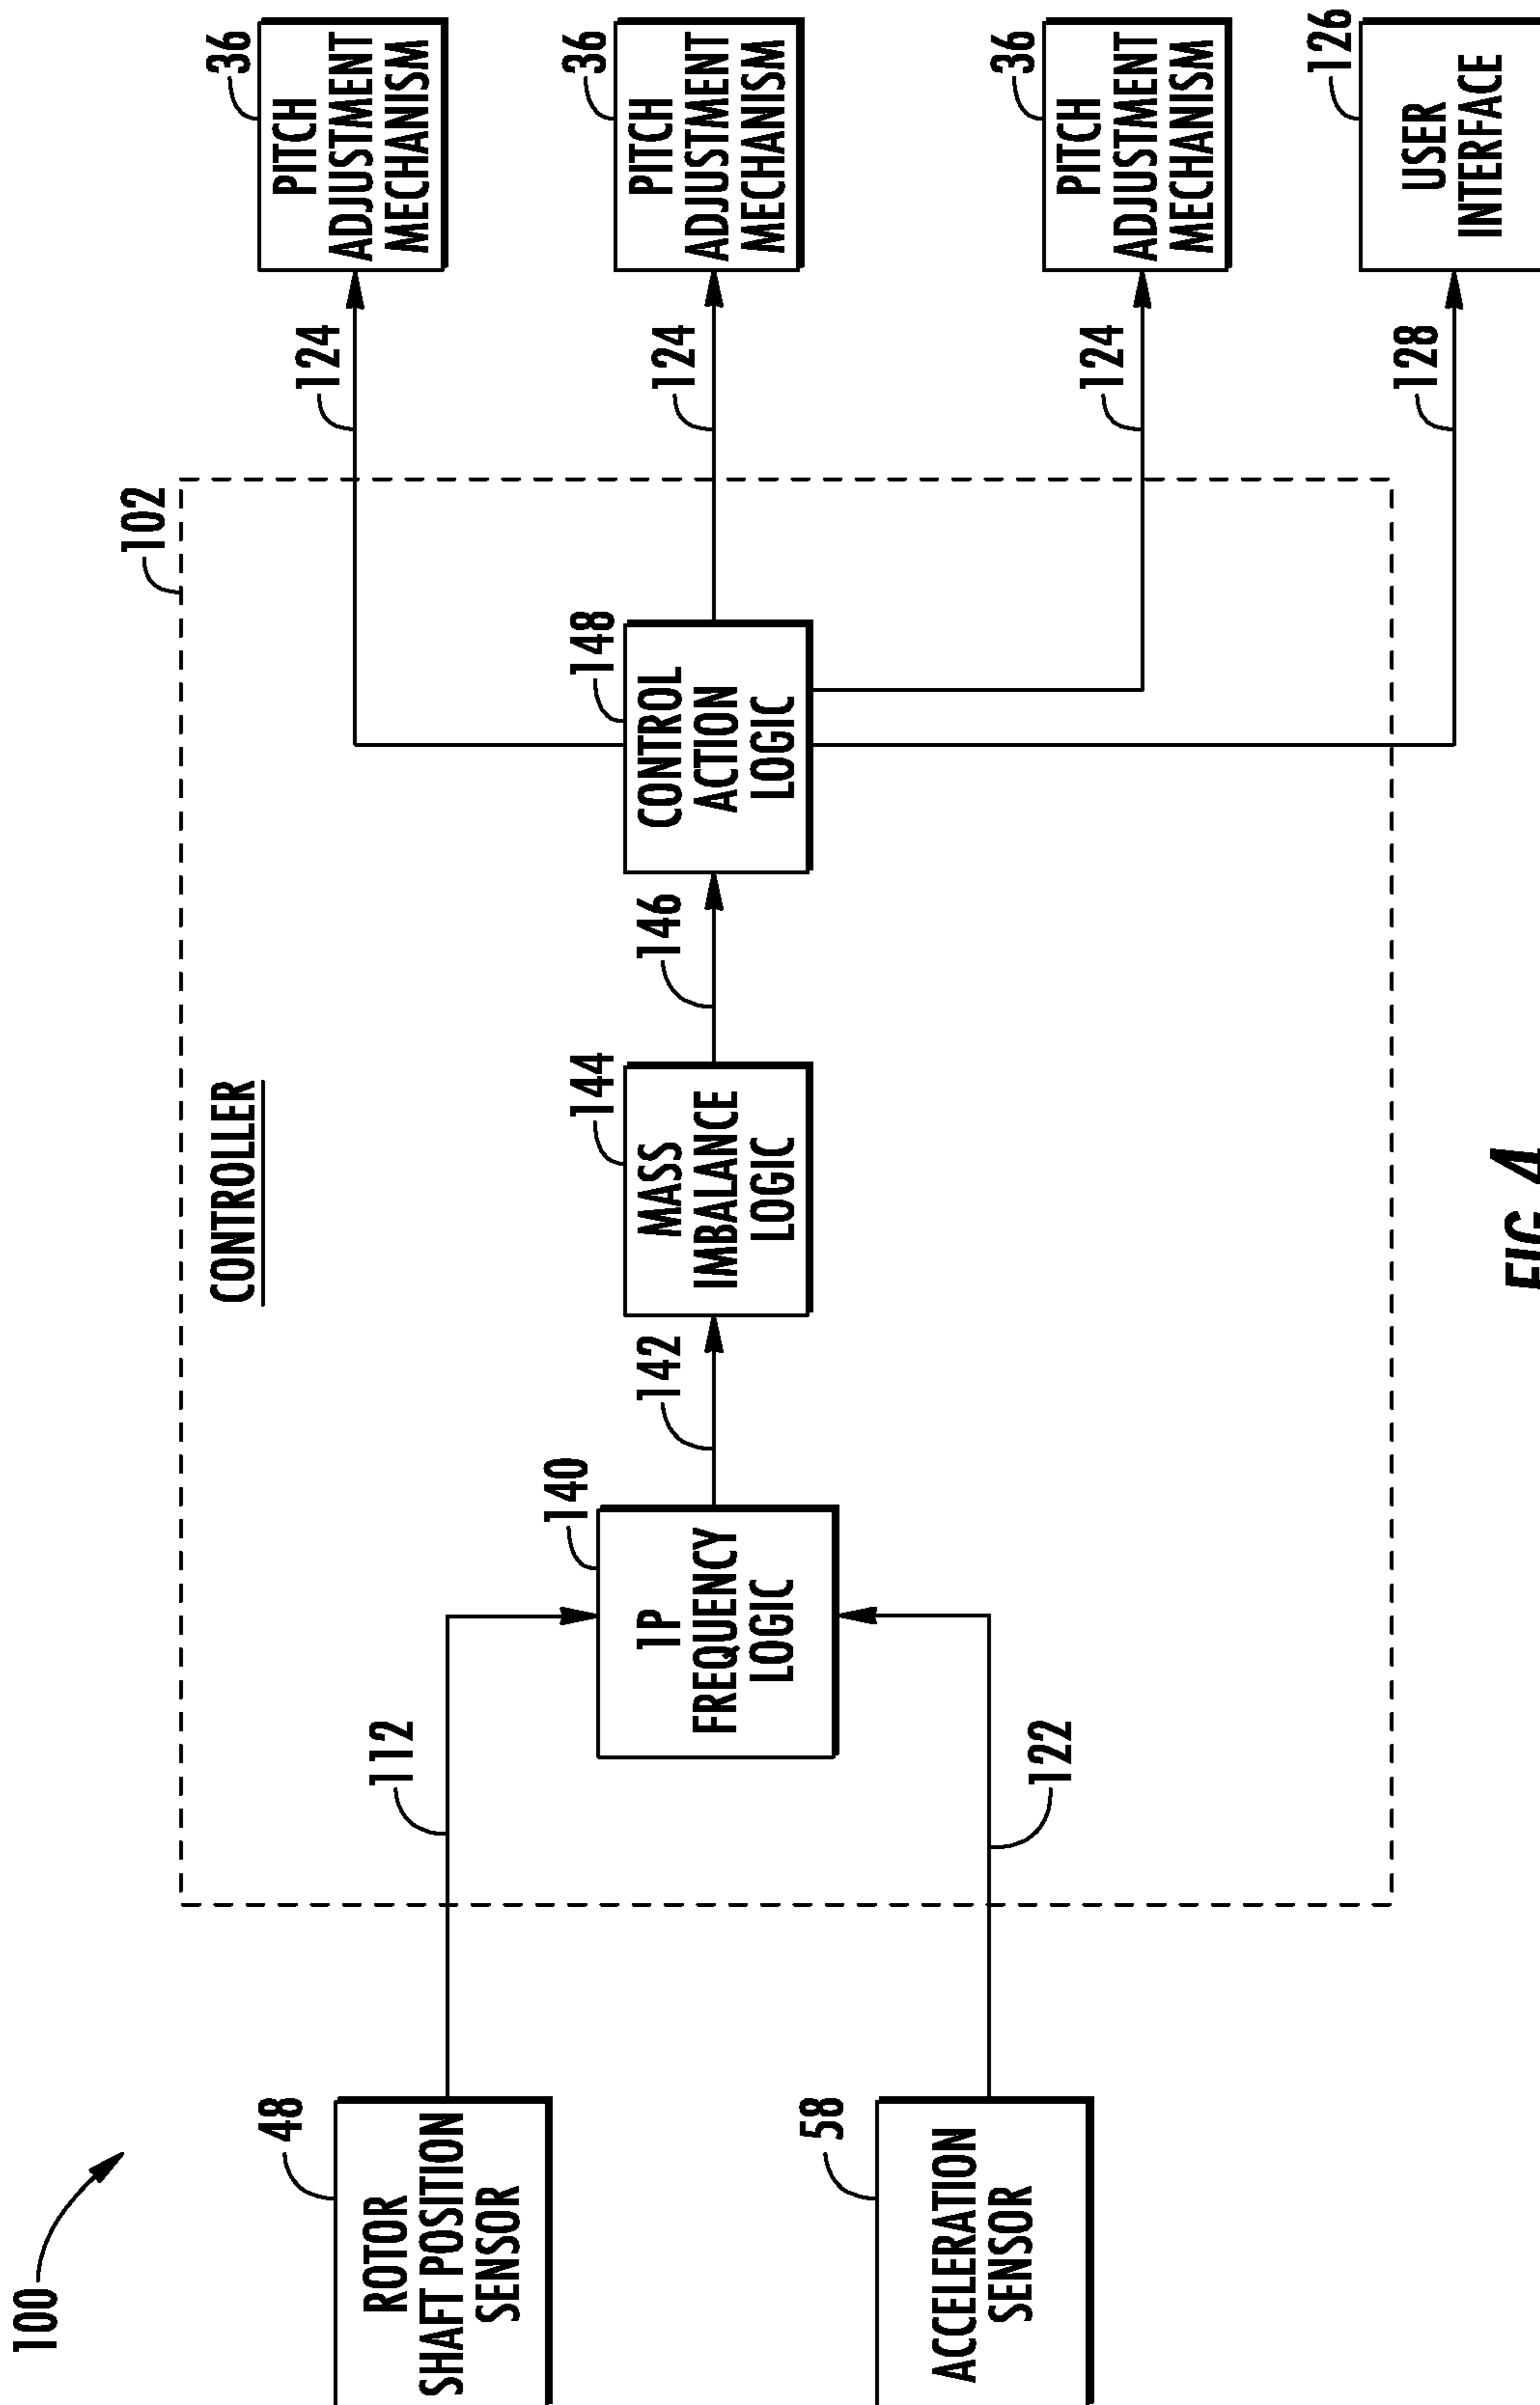 100
102
CONTROLLER
48
ROTOR
SHAFT POSITION
SENSOR
112
58
ACCELERATION
SENSOR
122
140
1P
FREQUENCY
LOGIC
142
144
MASS
IMBALANCE
LOGIC
146
148
CONTROL
ACTION
LOGIC
124
36
PITCH
ADJUSTMENT
MECHANISM
124
36
PITCH
ADJUSTMENT
MECHANISM
124
36
PITCH
ADJUSTMENT
MECHANISM
128
126
USER
INTERFACE
FIG. 4